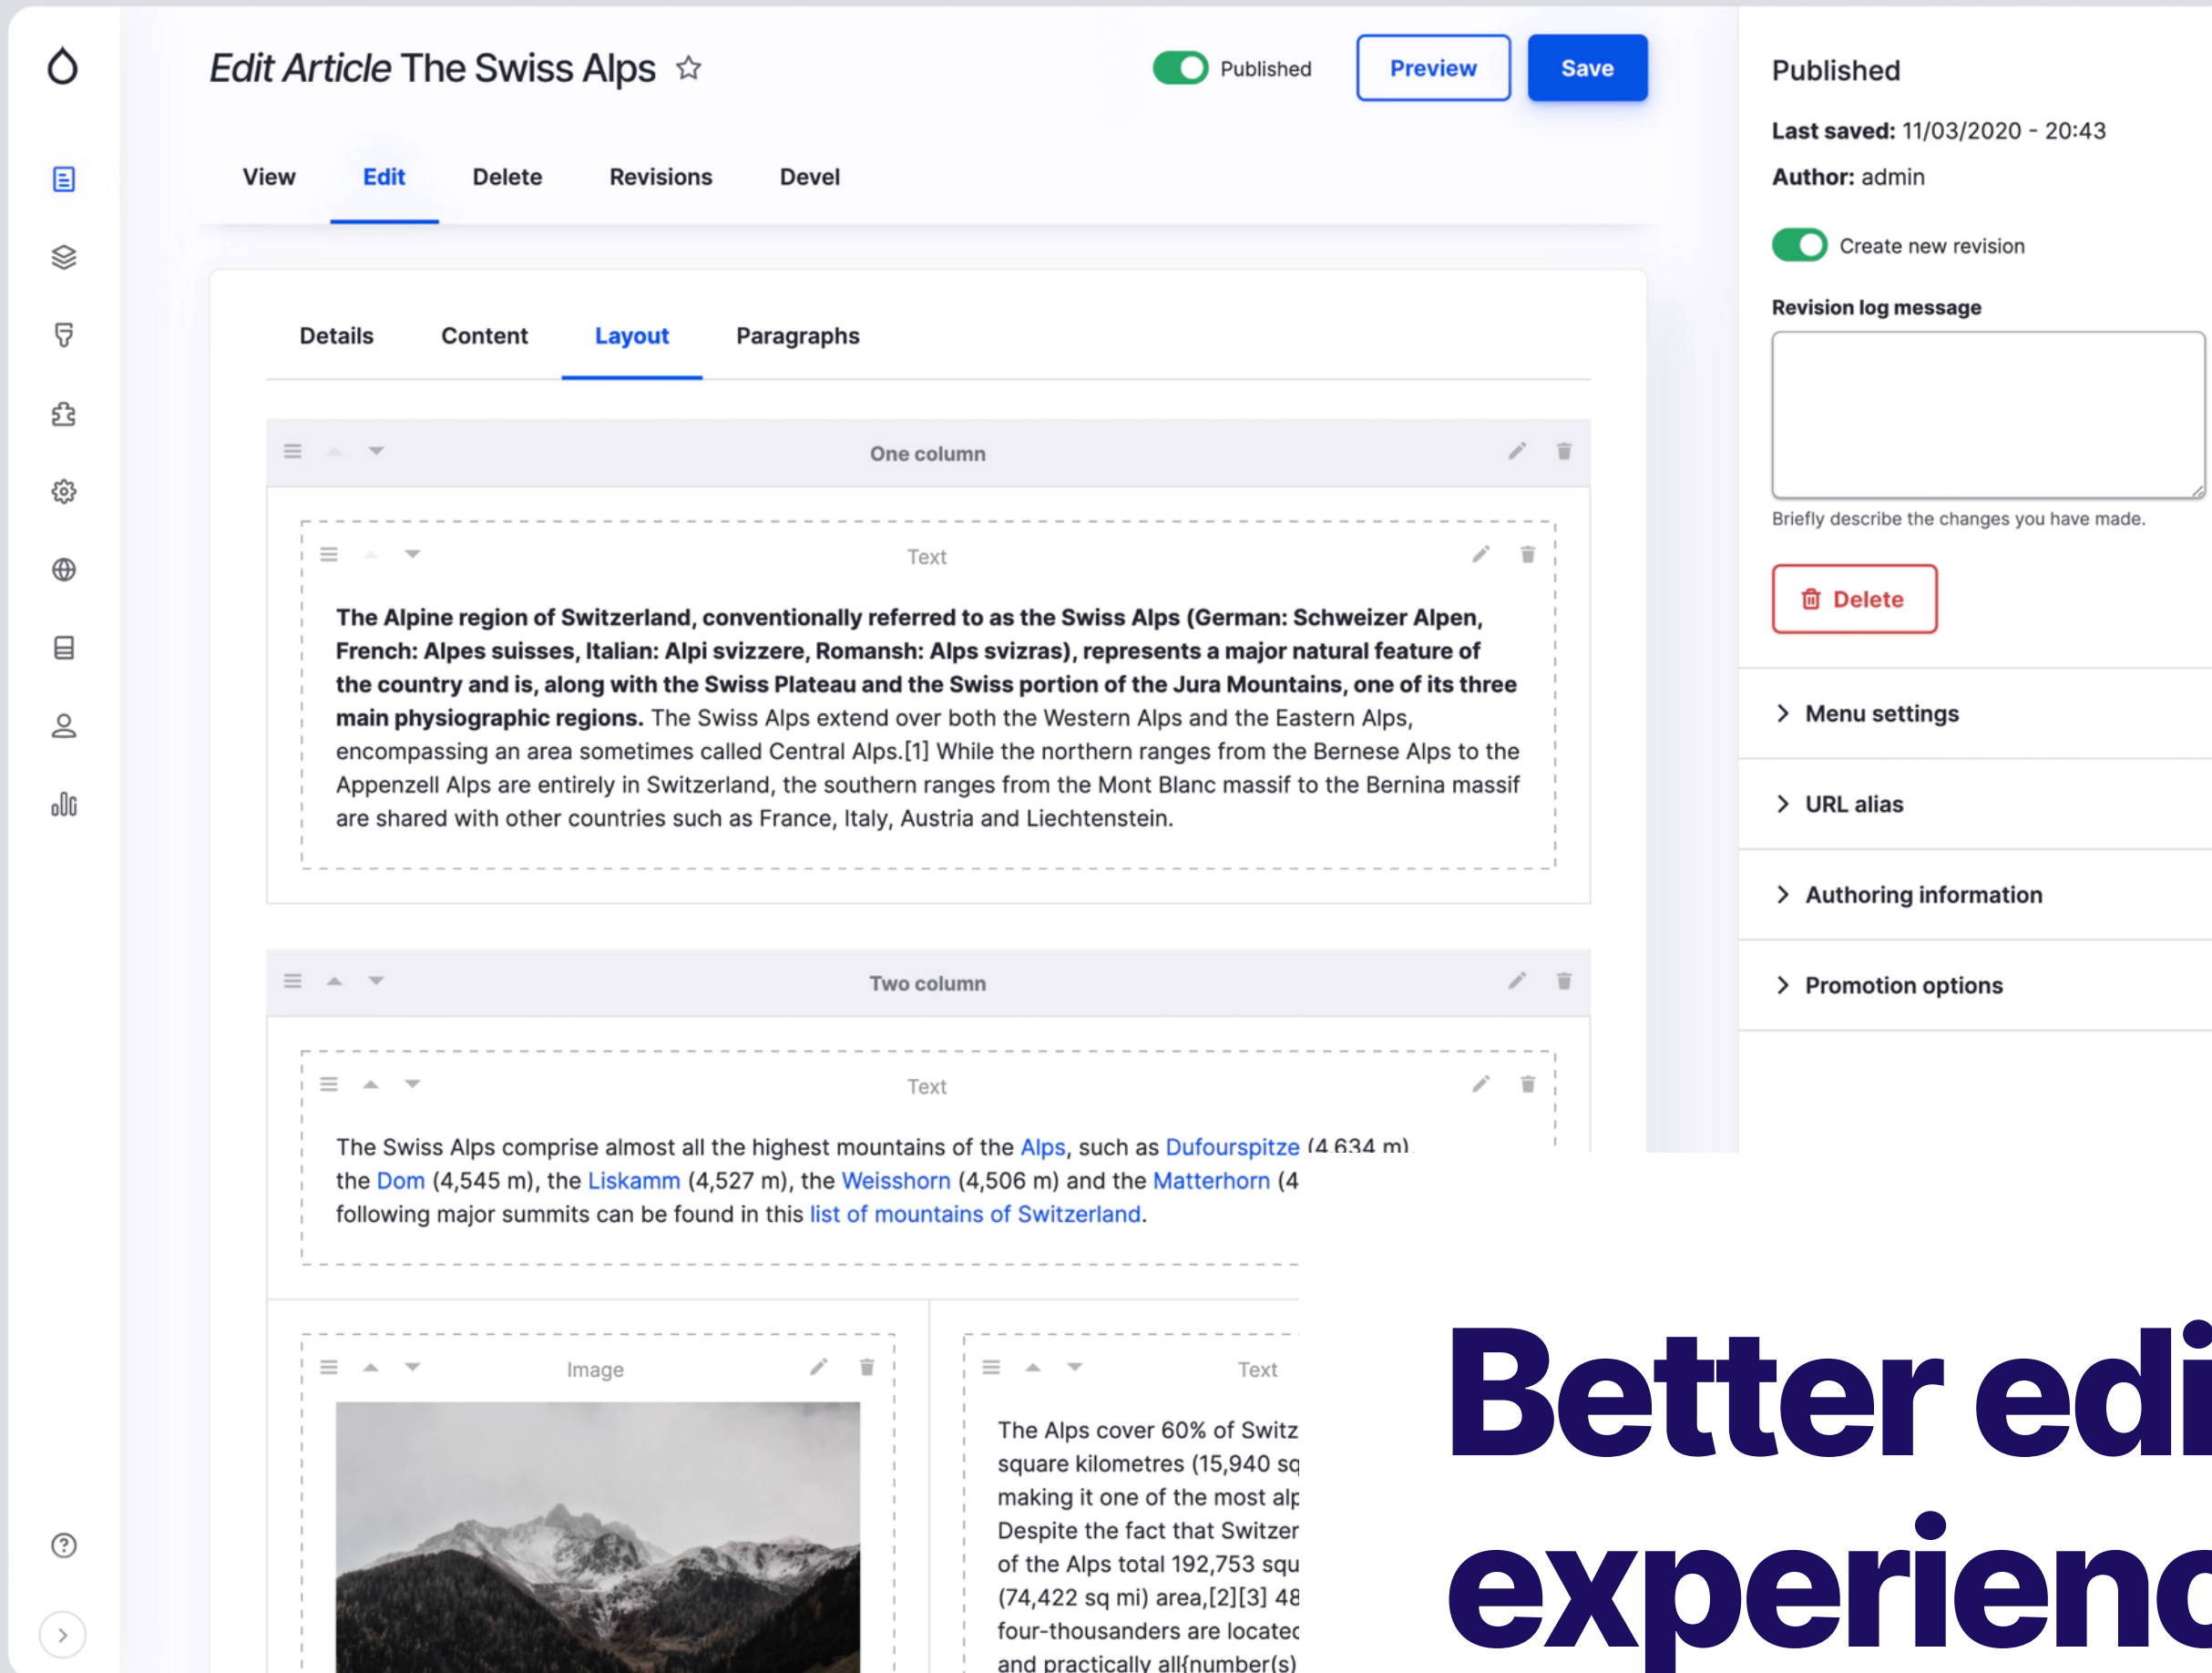 Edit Article The Swiss Alps
Published
Preview
Save
View
Edit
Delete
Revisions
Devel
Details
Content
Layout
Paragraphs
One column
Text
The Alpine region of Switzerland, conventionally referred to as the Swiss Alps (German: Schweizer Alpen,
French: Alpes suisses, Italian: Alpi svizzere, Romansh: Alps svizras), represents a major natural feature of
the country and is, along with the Swiss Plateau and the Swiss portion of the Jura Mountains, one of its three
main physiographic regions. The Swiss Alps extend over both the Western Alps and the Eastern Alps,
encompassing an area sometimes called Central Alps.[1] While the northern ranges from the Bernese Alps to the
Appenzell Alps are entirely in Switzerland, the southern ranges from the Mont Blanc massif to the Bernina massif
are shared with other countries such as France, Italy, Austria and Liechtenstein.
Two column
Text
The Swiss Alps comprise almost all the highest mountains of the Alps, such as Dufourspitze (4,634 m),
the Dom (4,545 m), the Liskamm (4,527 m), the Weisshorn (4,506 m) and the Matterhorn (4
following major summits can be found in this list of mountains of Switzerland.
Image
Text
The Alps cover 60% of Switz
square kilometres (15,940 sq
making it one of the most alp
Despite the fact that Switzer
of the Alps total 192,753 squ
(74,422 sq mi) area,[2][3] 48
four-thousanders are located
and practically all{number(s)
Published
Last saved: 11/03/2020 - 20:43
Author: admin
Create new revision
Revision log message
Briefly describe the changes you have made.
Delete
Menu settings
URL alias
Authoring information
Promotion options
Better edi
experienc